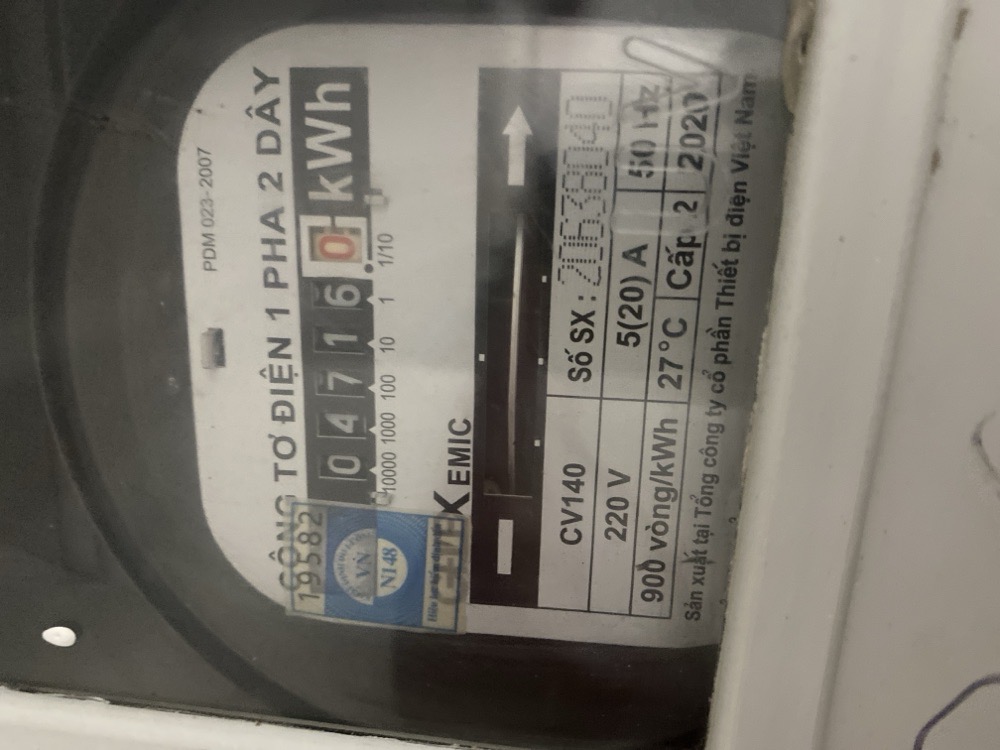 PDM 023-2007
CÔNG TƠ ĐIỆN 1 PHA 2 DÂY
0 4 7 1 6 0 kWh
10000 1000 100 10 1 1/10
19582
VN
N148
KEMIC
CV140 Số SX : 20638040
220 V 5(20) A 50 Hz
900 vòng/kWh 27°C Cấp 2 2020
Sản xuất tại Tổng công ty cổ phần Thiết bị điện Việt Nam